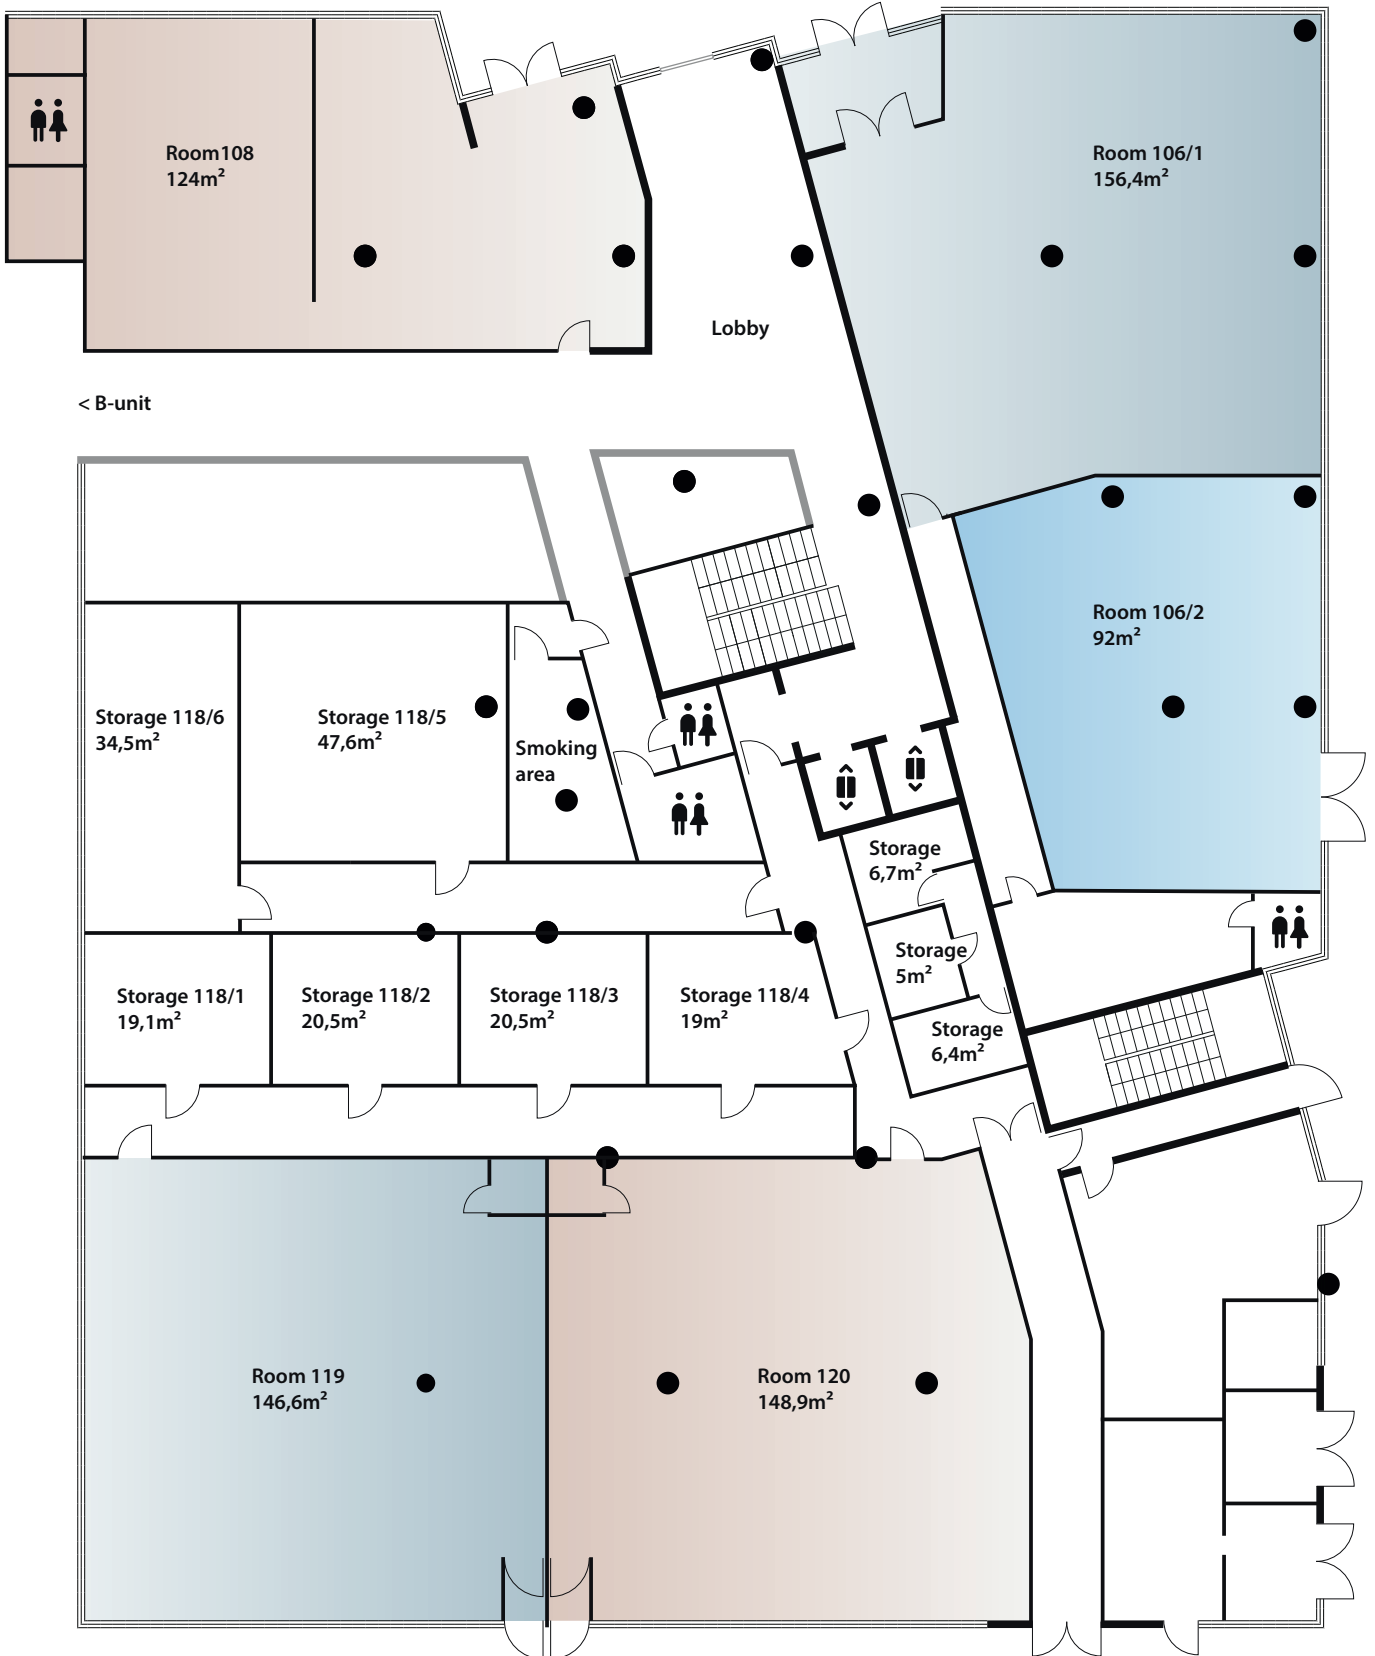 Room108
124m²
Room 106/1
156,4m²
Lobby
< B-unit
Room 106/2
92m²
Storage 118/6
34,5m²
Storage 118/5
47,6m²
Smoking
area
Storage
6,7m²
Storage
5m²
Storage
6,4m²
Storage 118/1
19,1m²
Storage 118/2
20,5m²
Storage 118/3
20,5m²
Storage 118/4
19m²
Room 119
146,6m²
Room 120
148,9m²